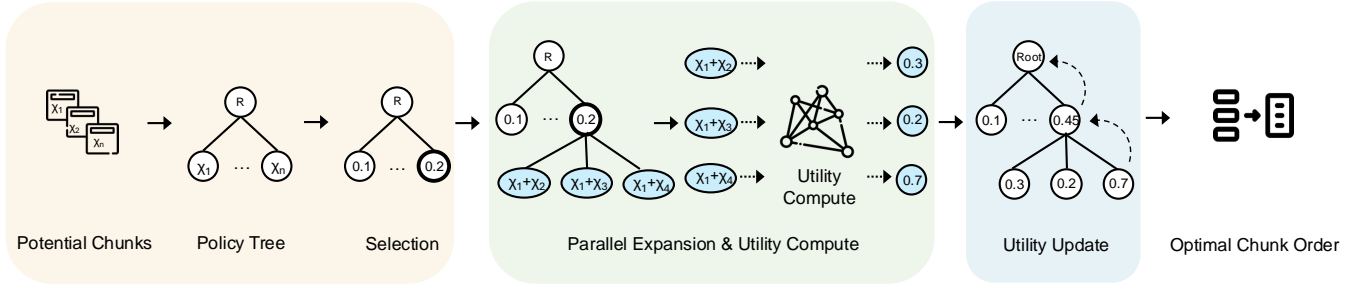 χ₁
χ₂
χₙ
Potential Chunks
R
χ₁ ... χₙ
Policy Tree
R
0.1 ... 0.2
Selection
R
0.1 ... 0.2
χ₁+χ₂ χ₁+χ₃ χ₁+χ₄
χ₁+χ₂
χ₁+χ₃
χ₁+χ₄
Utility
Compute
0.3
0.2
0.7
Parallel Expansion & Utility Compute
Root
0.1 ... 0.45
0.3 0.2 0.7
Utility Update
Optimal Chunk Order